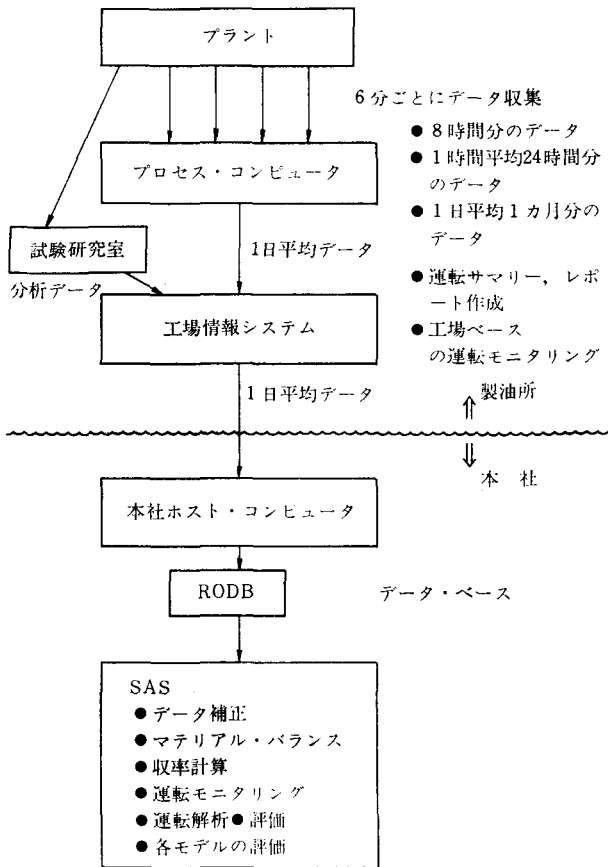 プラント
6分ごとにデータ収集
● 8時間分のデータ
● 1時間平均24時間分
のデータ
● 1日平均1カ月分の
データ
プロセス・コンピュータ
試験研究室
分析データ
1日平均データ
● 運転サマリー,レポ
ート作成
● 工場ベース
の運転モニタリング
工場情報システム
1日平均データ
⇑ 製油所
⇓ 本 社
本社ホスト・コンピュータ
RODB
データ・ベース
SAS
● データ補正
● マテリアル・バランス
● 収率計算
● 運転モニタリング
● 運転解析● 評価
● 各モデルの評価